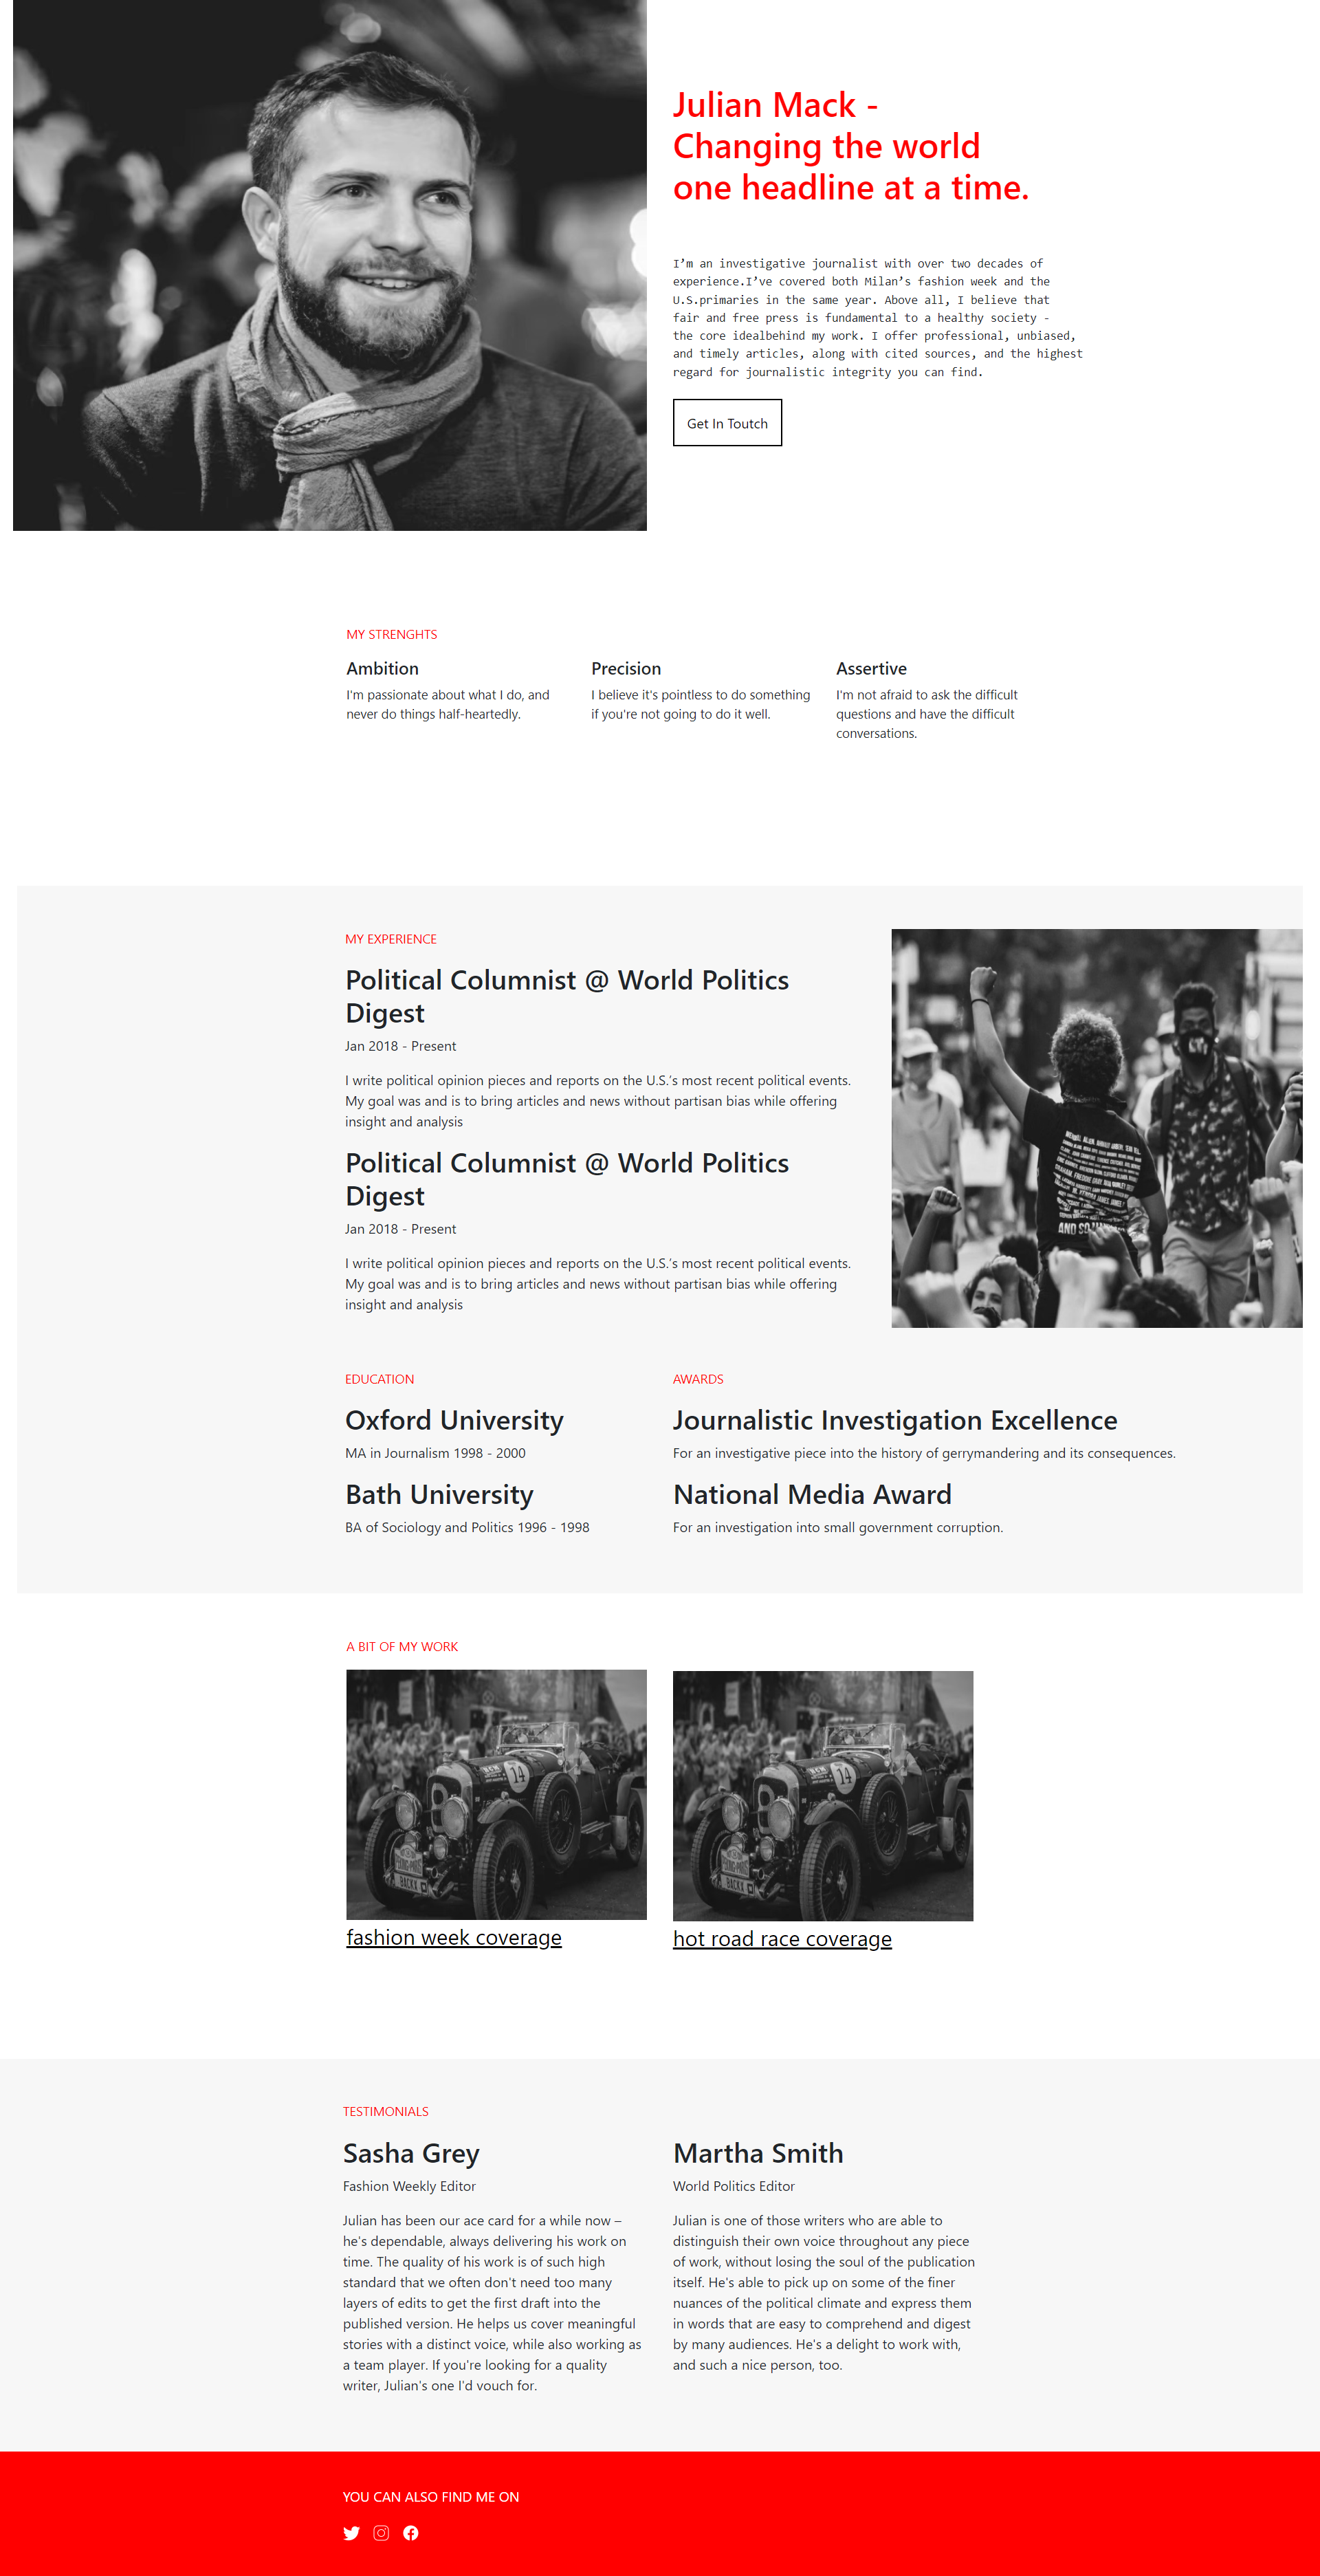 Julian Mack -
Changing the world
one headline at a time.
I’m an investigative journalist with over two decades of
experience.I’ve covered both Milan’s fashion week and the
U.S.primaries in the same year. Above all, I believe that
fair and free press is fundamental to a healthy society -
the core idealbehind my work. I offer professional, unbiased,
and timely articles, along with cited sources, and the highest
regard for journalistic integrity you can find.
Get In Toutch
MY STRENGHTS
Ambition
I'm passionate about what I do, and
never do things half-heartedly.
Precision
I believe it's pointless to do something
if you're not going to do it well.
Assertive
I'm not afraid to ask the difficult
questions and have the difficult
conversations.
MY EXPERIENCE
Political Columnist @ World Politics
Digest
Jan 2018 - Present
I write political opinion pieces and reports on the U.S.’s most recent political events.
My goal was and is to bring articles and news without partisan bias while offering
insight and analysis
Political Columnist @ World Politics
Digest
Jan 2018 - Present
I write political opinion pieces and reports on the U.S.’s most recent political events.
My goal was and is to bring articles and news without partisan bias while offering
insight and analysis
AND SO
EDUCATION
Oxford University
MA in Journalism 1998 - 2000
Bath University
BA of Sociology and Politics 1996 - 1998
AWARDS
Journalistic Investigation Excellence
For an investigative piece into the history of gerrymandering and its consequences.
National Media Award
For an investigation into small government corruption.
A BIT OF MY WORK
14
fashion week coverage
14
hot road race coverage
TESTIMONIALS
Sasha Grey
Fashion Weekly Editor
Julian has been our ace card for a while now –
he's dependable, always delivering his work on
time. The quality of his work is of such high
standard that we often don't need too many
layers of edits to get the first draft into the
published version. He helps us cover meaningful
stories with a distinct voice, while also working as
a team player. If you're looking for a quality
writer, Julian's one I'd vouch for.
Martha Smith
World Politics Editor
Julian is one of those writers who are able to
distinguish their own voice throughout any piece
of work, without losing the soul of the publication
itself. He's able to pick up on some of the finer
nuances of the political climate and express them
in words that are easy to comprehend and digest
by many audiences. He's a delight to work with,
and such a nice person, too.
YOU CAN ALSO FIND ME ON